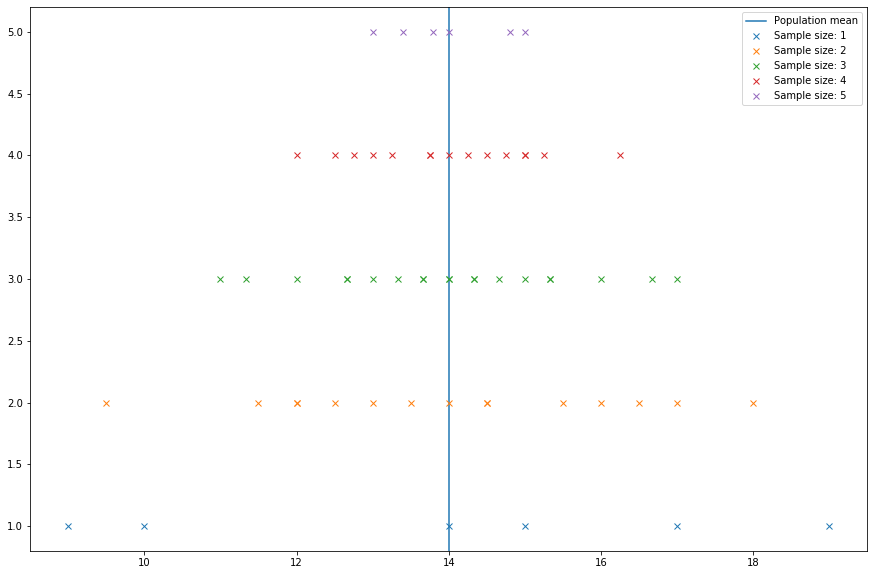 Population mean
Sample size: 1
Sample size: 2
Sample size: 3
Sample size: 4
Sample size: 5
5.0
4.5
4.0
3.5
3.0
2.5
2.0
1.5
1.0
10 12 14 16 18